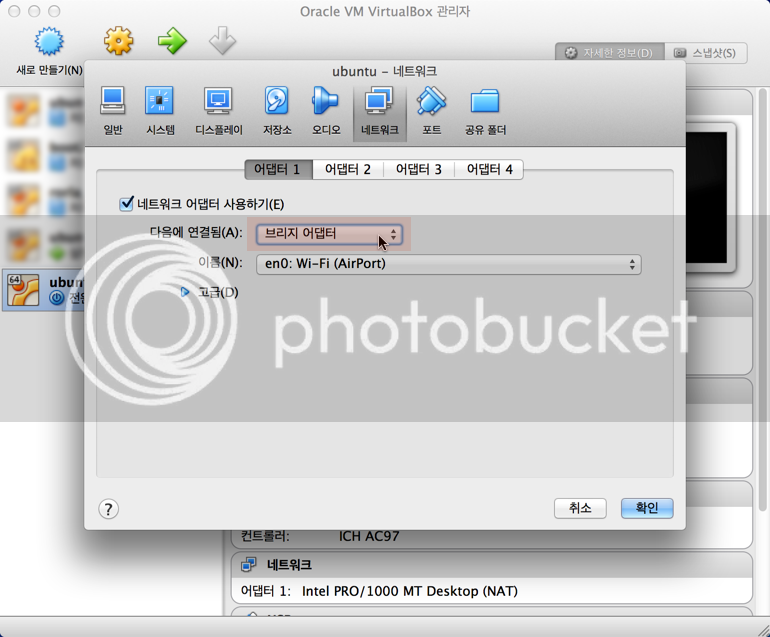 Oracle VM VirtualBox 관리자
새로 만들기(N)
자세한 정보(D) 스냅샷(S)
ubuntu – 네트워크
일반 시스템 디스플레이 저장소 오디오 네트워크 포트 공유 폴더
어댑터 1 어댑터 2 어댑터 3 어댑터 4
네트워크 어댑터 사용하기(E)
다음에 연결됨(A): 브리지 어댑터
이름(N): en0: Wi-Fi (AirPort)
64
고급(D)
photobucket
? 취소 확인
컨트롤러: ICH AC97
네트워크
어댑터 1: Intel PRO/1000 MT Desktop (NAT)